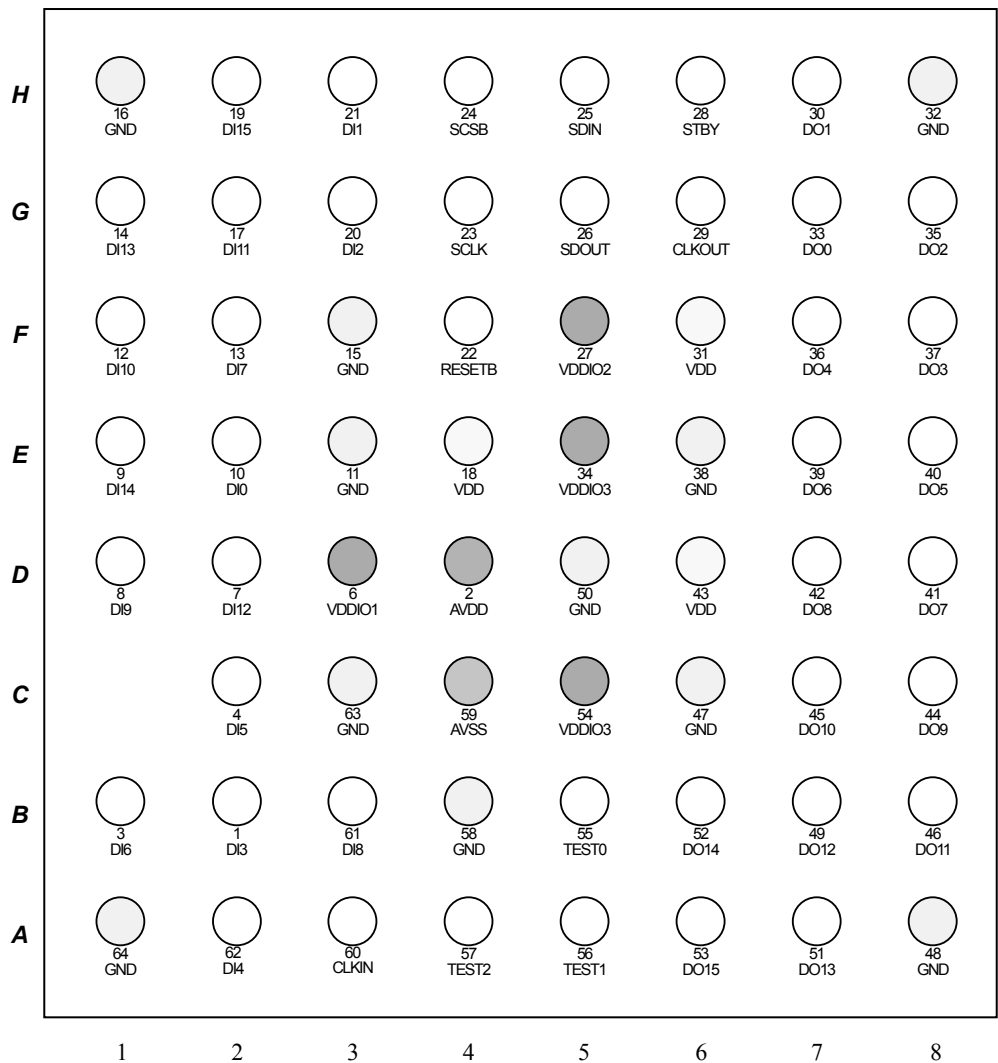 H
16 19 21 24 25 28 30 32
GND DI15 DI1 SCSB SDIN STBY DO1 GND
G
14 17 20 23 26 29 33 35
DI13 DI11 DI2 SCLK SDOUT CLKOUT DO0 DO2
F
12 13 15 22 27 31 36 37
DI10 DI7 GND RESETB VDDIO2 VDD DO4 DO3
E
9 10 11 18 34 38 39 40
DI14 DI0 GND VDD VDDIO3 GND DO6 DO5
D
8 7 6 2 50 43 42 41
DI9 DI12 VDDIO1 AVDD GND VDD DO8 DO7
C
4 63 59 54 47 45 44
DI5 GND AVSS VDDIO3 GND DO10 DO9
B
3 1 61 58 55 52 49 46
DI6 DI3 DI8 GND TEST0 DO14 DO12 DO11
A
64 62 60 57 56 53 51 48
GND DI4 CLKIN TEST2 TEST1 DO15 DO13 GND
1 2 3 4 5 6 7 8